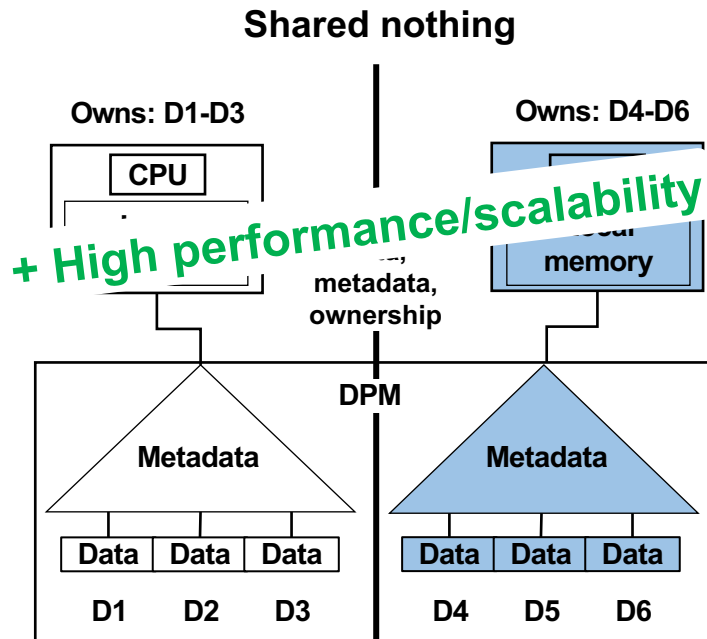 Shared nothing
Owns: D1-D3
Owns: D4-D6
CPU
+ High performance/scalability
memory
metadata,
ownership
DPM
Metadata
Metadata
Data Data Data
Data Data Data
D1 D2 D3
D4 D5 D6